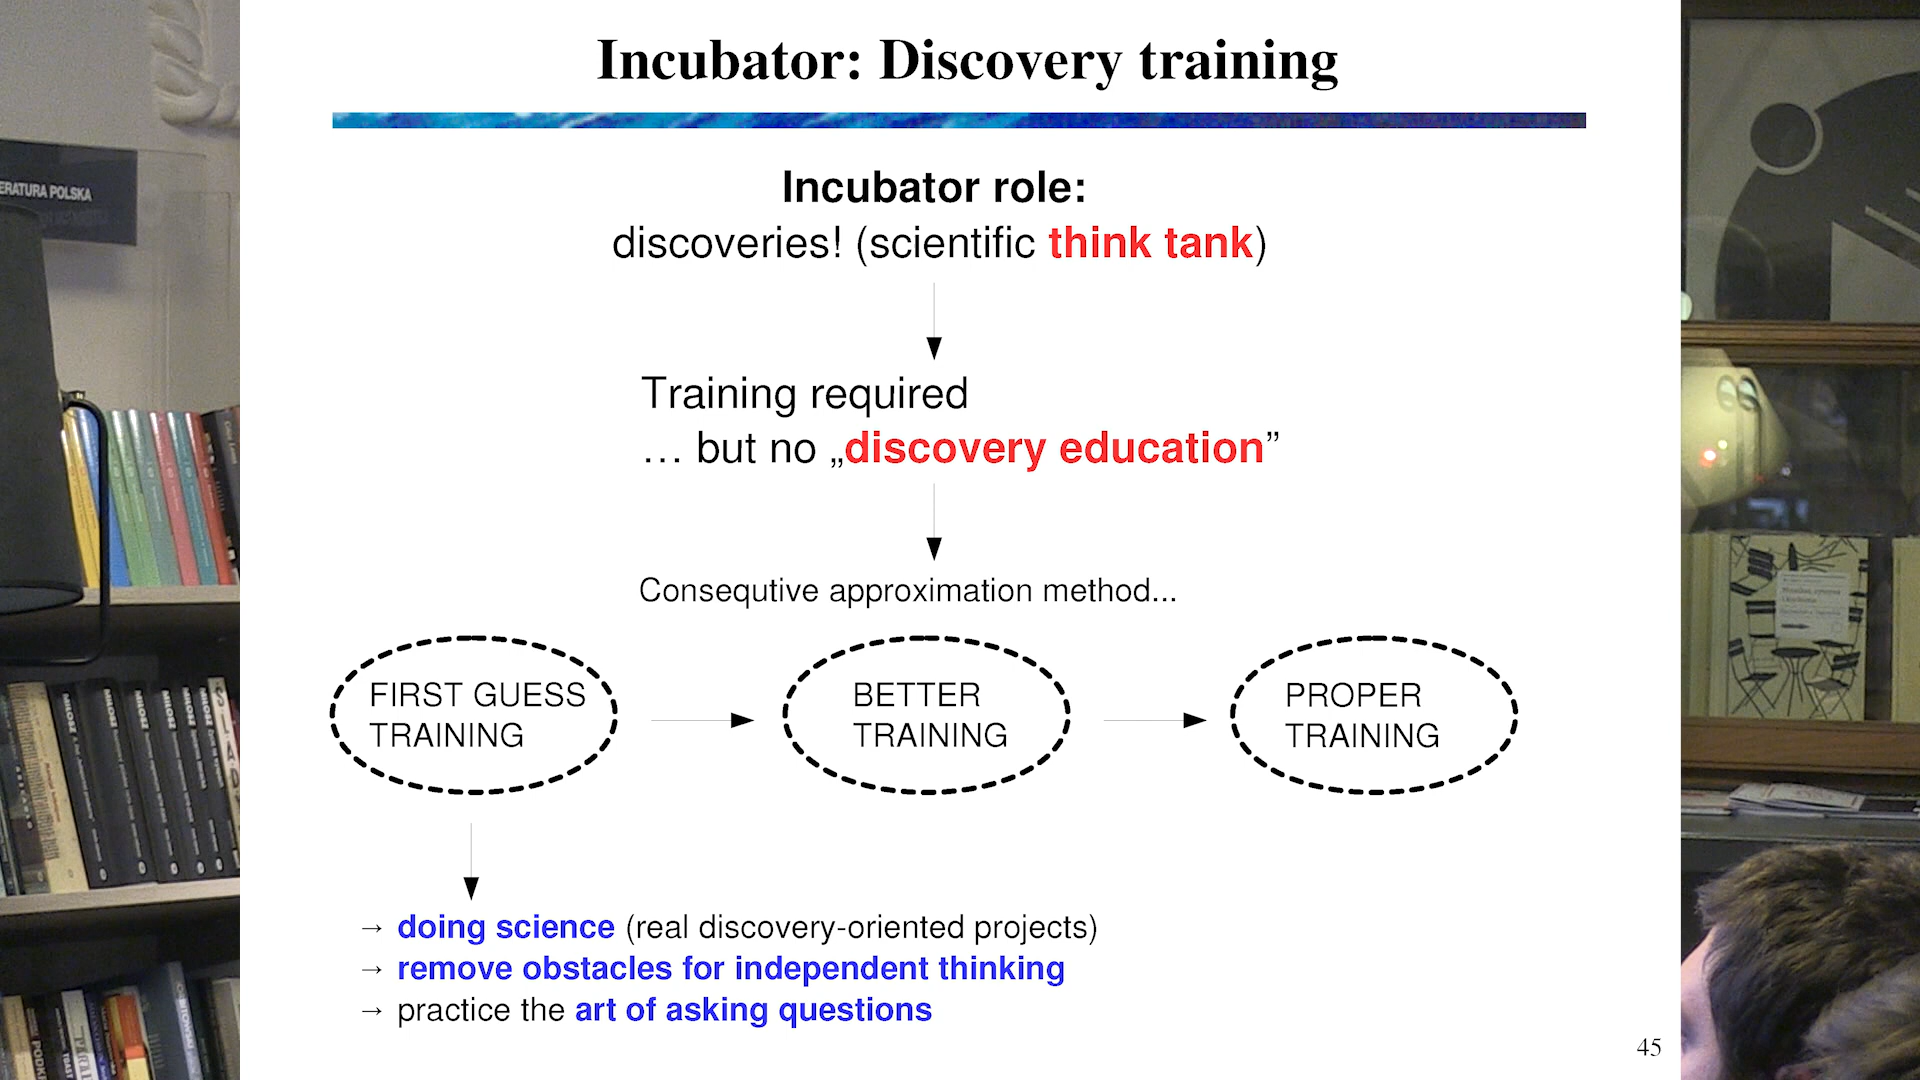 Incubator: Discovery training
Incubator role:
discoveries! (scientific think tank)
Training required
… but no „discovery education”
Consequtive approximation method...
FIRST GUESS
TRAINING
BETTER
TRAINING
PROPER
TRAINING
→ doing science (real discovery-oriented projects)
→ remove obstacles for independent thinking
→ practice the art of asking questions
45
ERATURA POLSKA